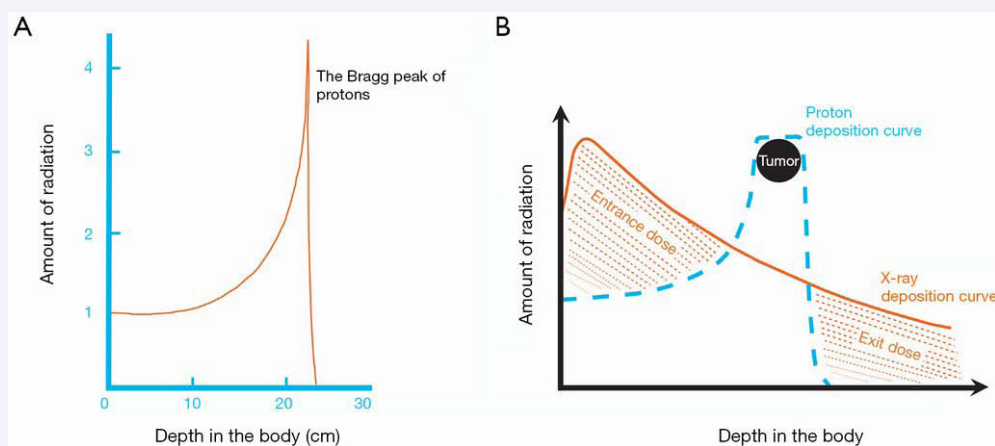 A
4
3
2
1
0
10
20
30
Amount of radiation
Depth in the body (cm)
The Bragg peak of
protons
B
Amount of radiation
Depth in the body
Proton
deposition curve
Tumor
Entrance dose
X-ray
deposition curve
Exit dose